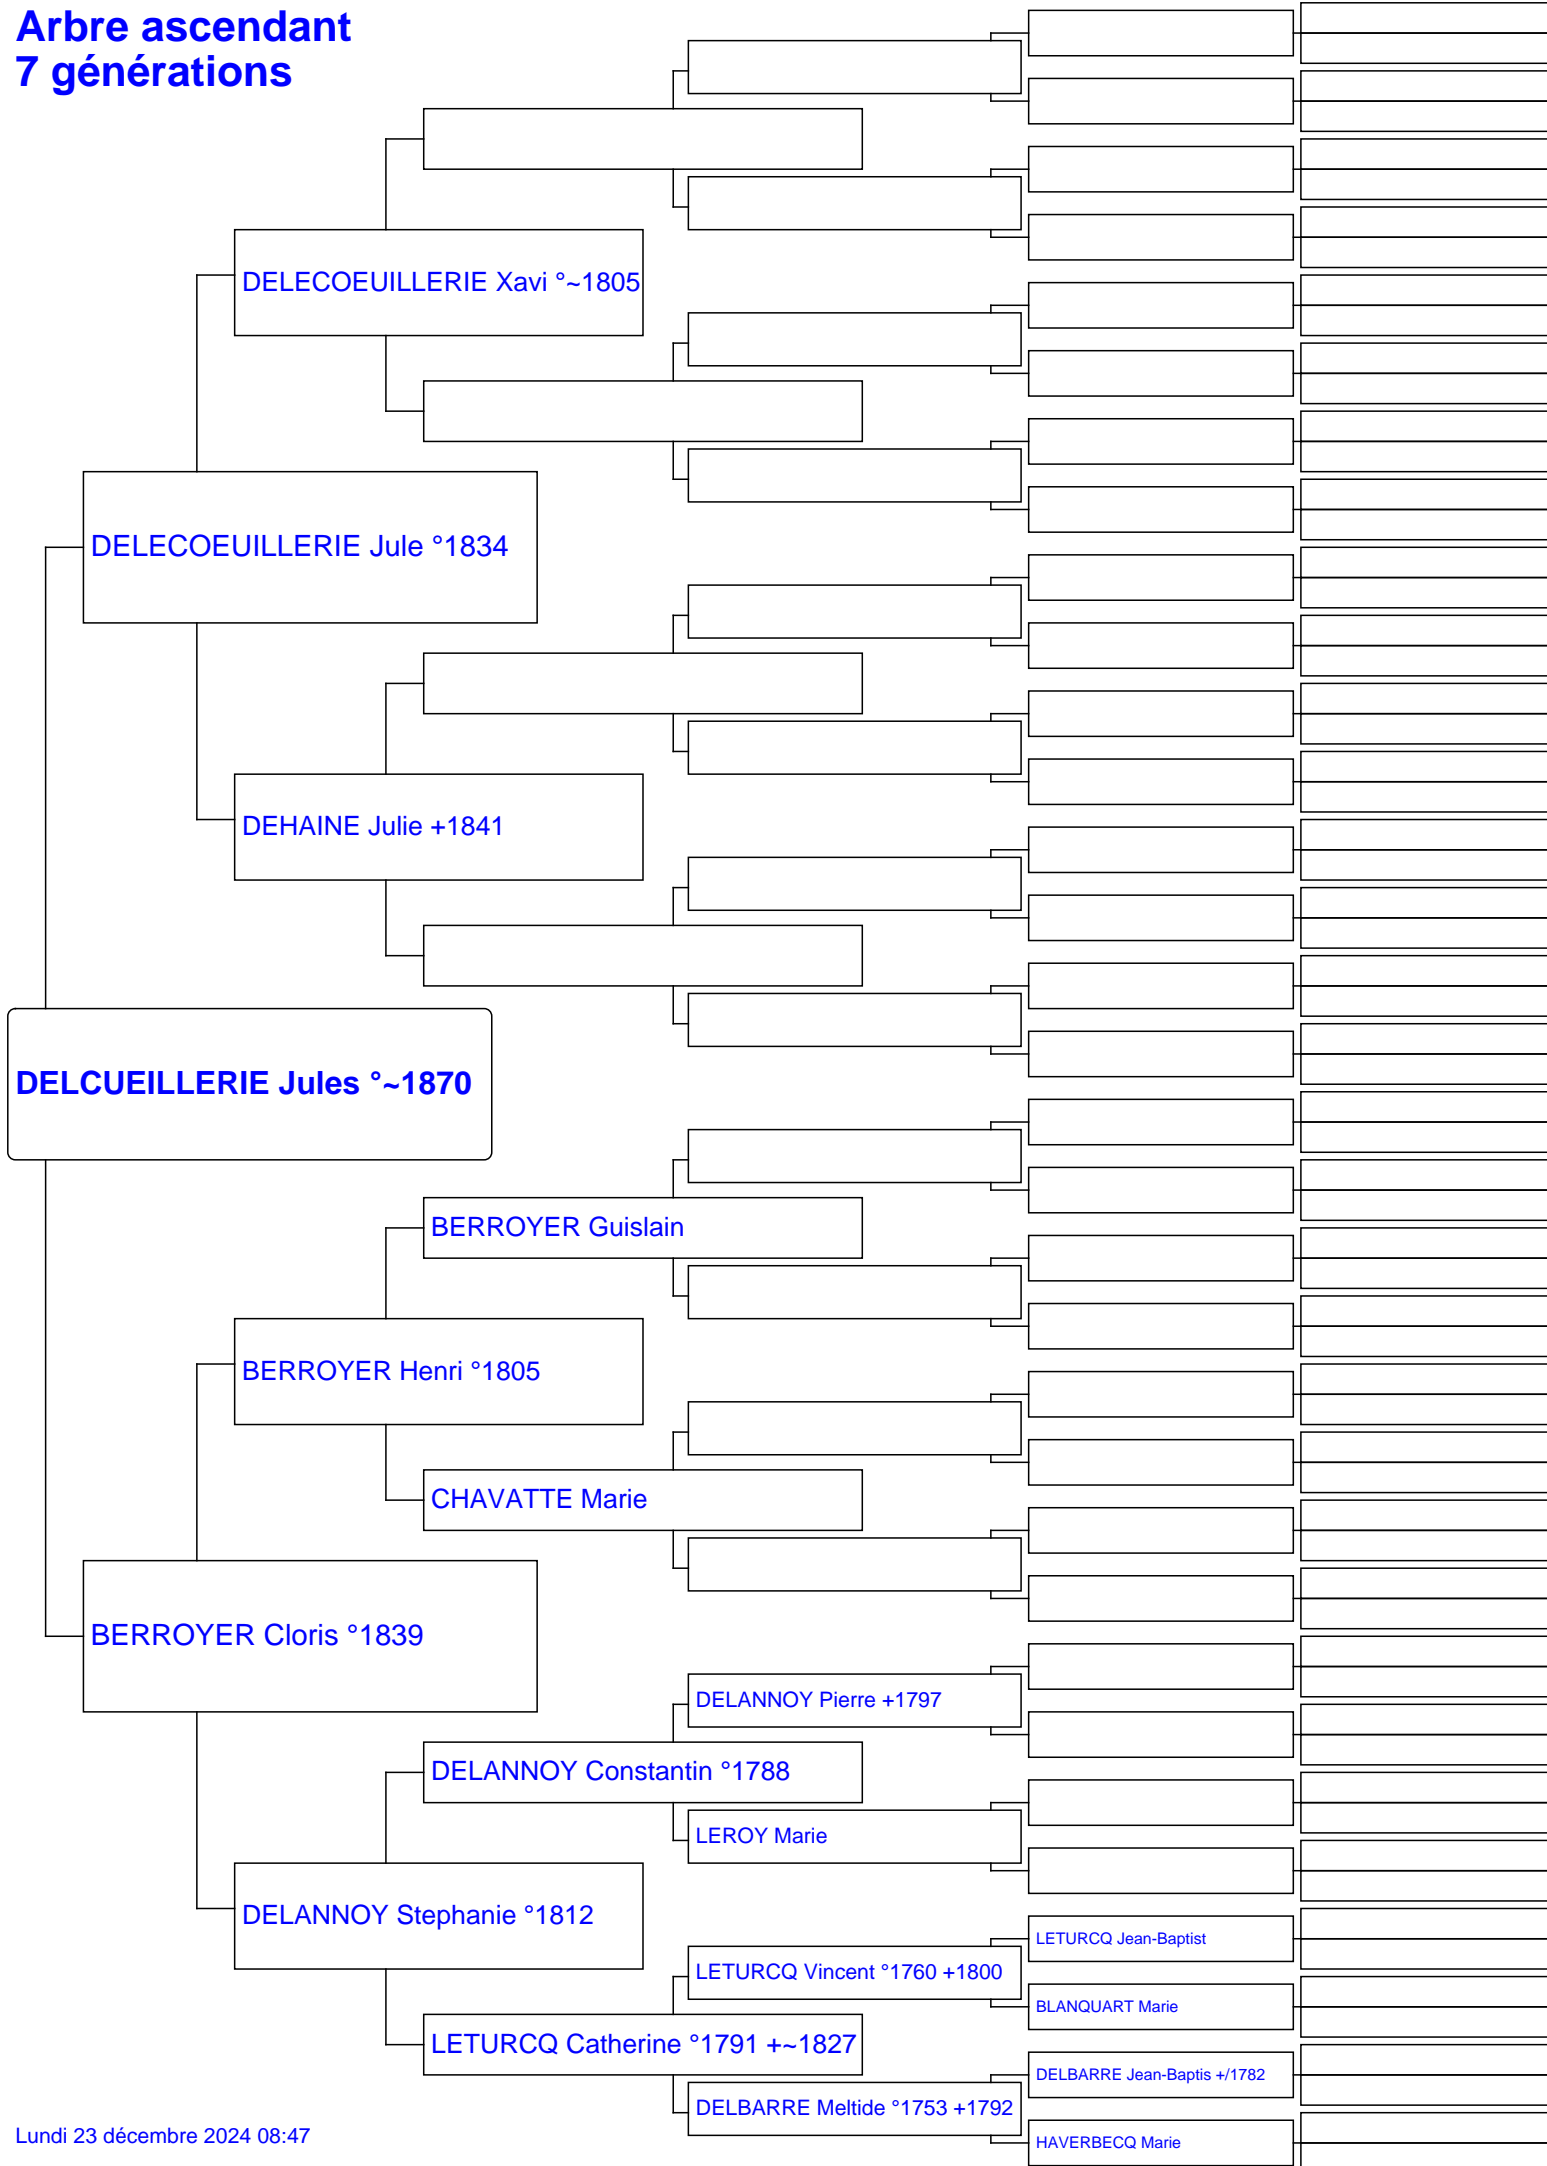 Arbre ascendant
7 générations
DELECOEUILLERIE Xavi °~1805
DELECOEUILLERIE Jule °1834
DEHAINE Julie +1841
DELCUEILLERIE Jules °~1870
BERROYER Guislain
BERROYER Henri °1805
CHAVATTE Marie
BERROYER Cloris °1839
DELANNOY Pierre +1797
DELANNOY Constantin °1788
LEROY Marie
DELANNOY Stephanie °1812
LETURCQ Jean-Baptist
LETURCQ Vincent °1760 +1800
BLANQUART Marie
LETURCQ Catherine °1791 +~1827
DELBARRE Jean-Baptis +/1782
DELBARRE Meltide °1753 +1792
HAVERBECQ Marie
Lundi 23 décembre 2024 08:47